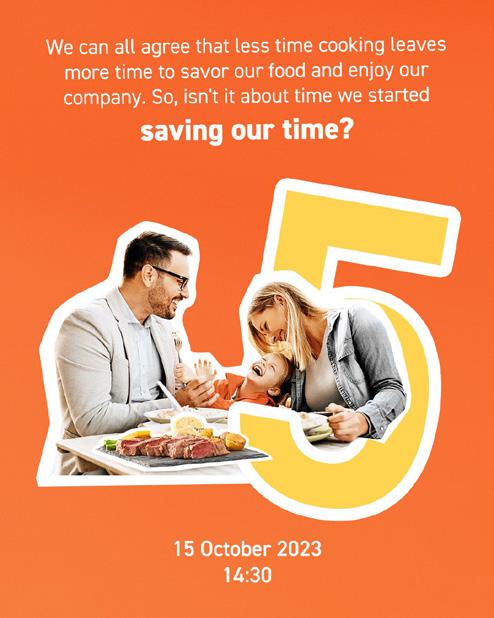 We can all agree that less time cooking leaves
more time to savor our food and enjoy our
company. So, isn't it about time we started
saving our time?
5
15 October 2023
14:30